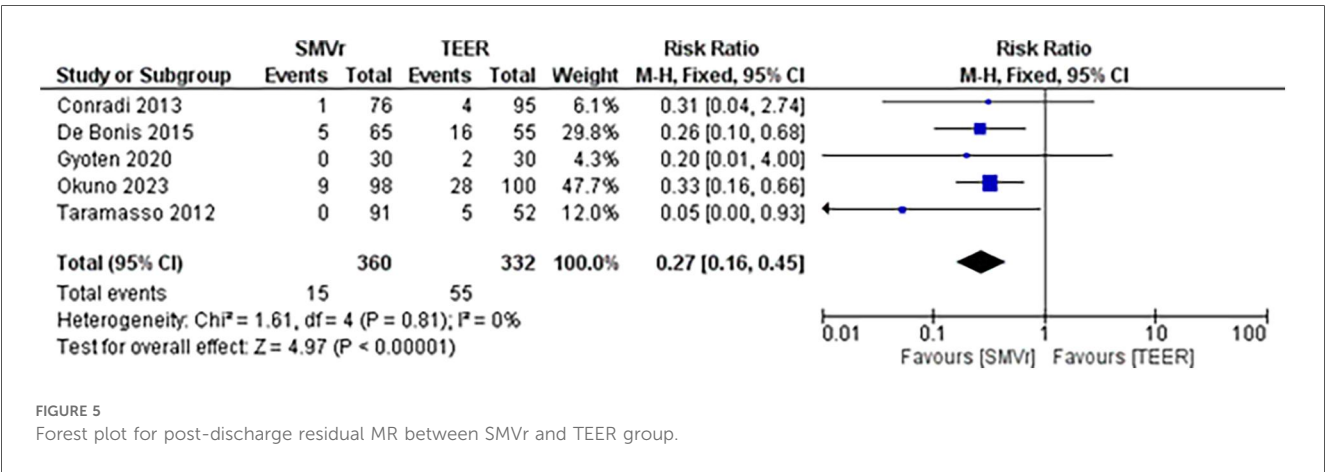 SMVr TEER Risk Ratio Risk Ratio
Study or Subgroup Events Total Events Total Weight M-H, Fixed, 95% CI M-H, Fixed, 95% CI
Conradi 2013 1 76 4 95 6.1% 0.31 [0.04, 2.74]
De Bonis 2015 5 65 16 55 29.8% 0.26 [0.10, 0.68]
Gyoten 2020 0 30 2 30 4.3% 0.20 [0.01, 4.00]
Okuno 2023 9 98 28 100 47.7% 0.33 [0.16, 0.66]
Taramasso 2012 0 91 5 52 12.0% 0.05 [0.00, 0.93]
Total (95% CI) 360 332 100.0% 0.27 [0.16, 0.45]
Total events 15 55
Heterogeneity: Chi² = 1.61, df = 4 (P = 0.81); I² = 0%
Test for overall effect: Z = 4.97 (P < 0.00001)
0.01 0.1 1 10 100
Favours [SMVr] Favours [TEER]
FIGURE 5
Forest plot for post-discharge residual MR between SMVr and TEER group.